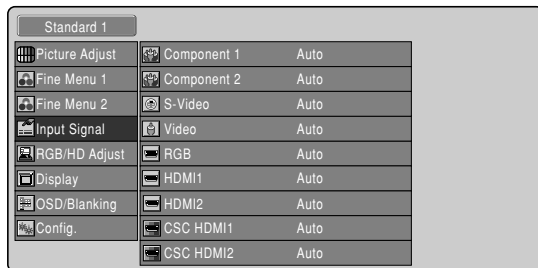 Standard 1
Picture Adjust Component 1 Auto
Fine Menu 1 Component 2 Auto
Fine Menu 2 S-Video Auto
Input Signal Video Auto
RGB/HD Adjust RGB Auto
Display HDMI1 Auto
OSD/Blanking HDMI2 Auto
Config. CSC HDMI1 Auto
CSC HDMI2 Auto